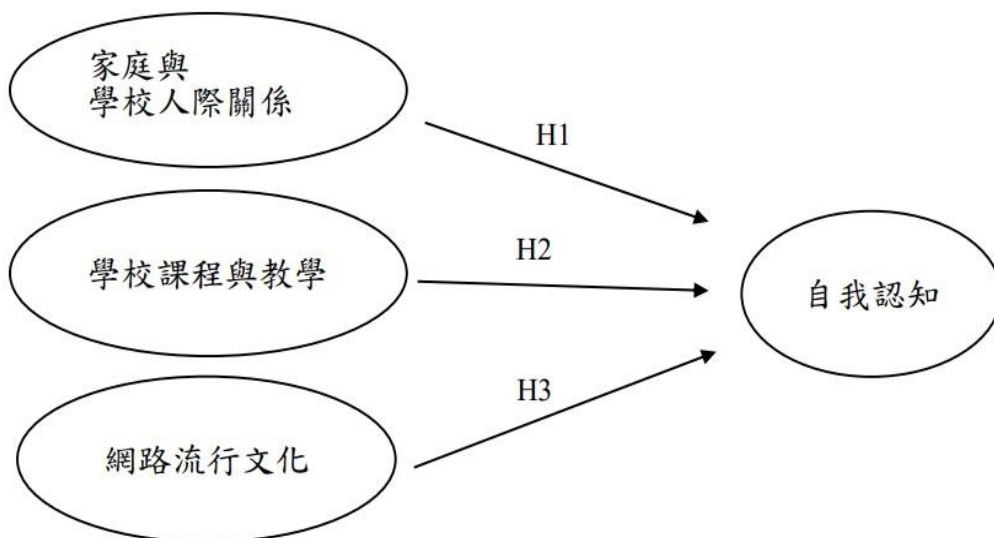 家庭與
學校人際關係
H1
學校課程與教學
H2
自我認知
H3
網路流行文化